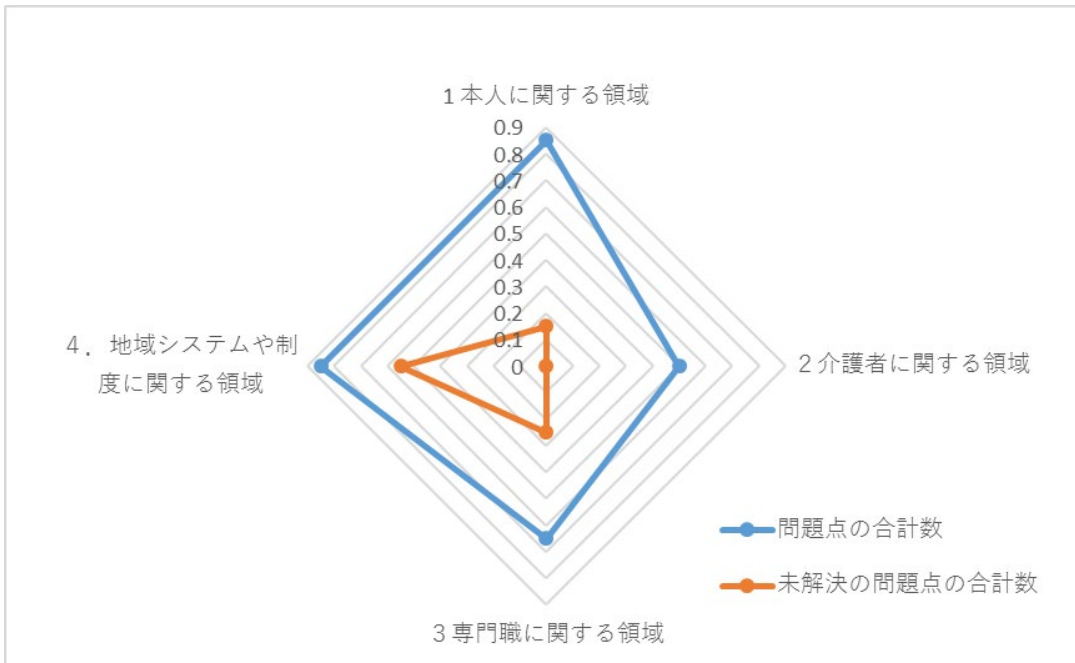 1 本人に関する領域
0.9
0.8
0.7
0.6
0.5
0.4
0.3
0.2
0.1
0
4．地域システムや制
度に関する領域
2 介護者に関する領域
問題点の合計数
未解決の問題点の合計数
3 専門職に関する領域